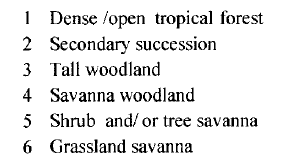 1 Dense /open tropical forest
2 Secondary succession
3 Tall woodland
4 Savanna woodland
5 Shrub and/ or tree savanna
6 Grassland savanna